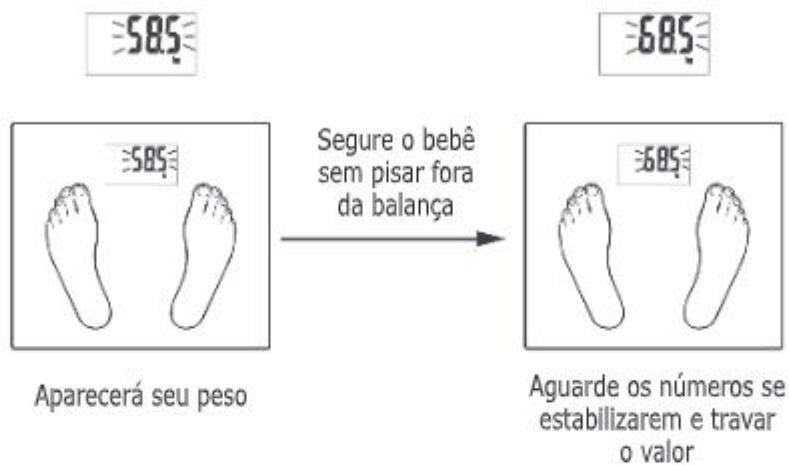 58.5
68.5
58.5
68.5
Segure o bebê
sem pisar fora
da balança
Aparecerá seu peso
Aguarde os números se
estabilizarem e travar
o valor